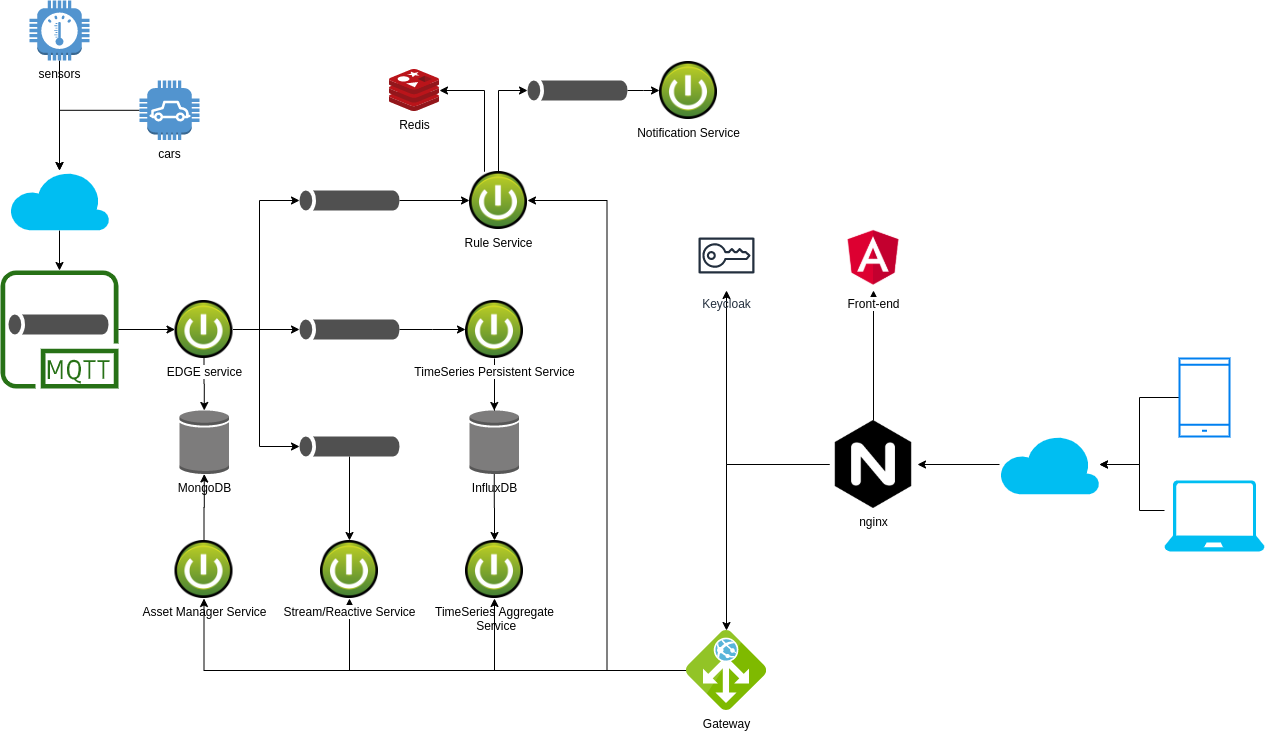 sensors
cars
Redis
Notification Service
Rule Service
Keycloak
Front-end
MQTT
EDGE service
TimeSeries Persistent Service
MongoDB
InfluxDB
nginx
Asset Manager Service
Stream/Reactive Service
TimeSeries Aggregate
Service
Gateway